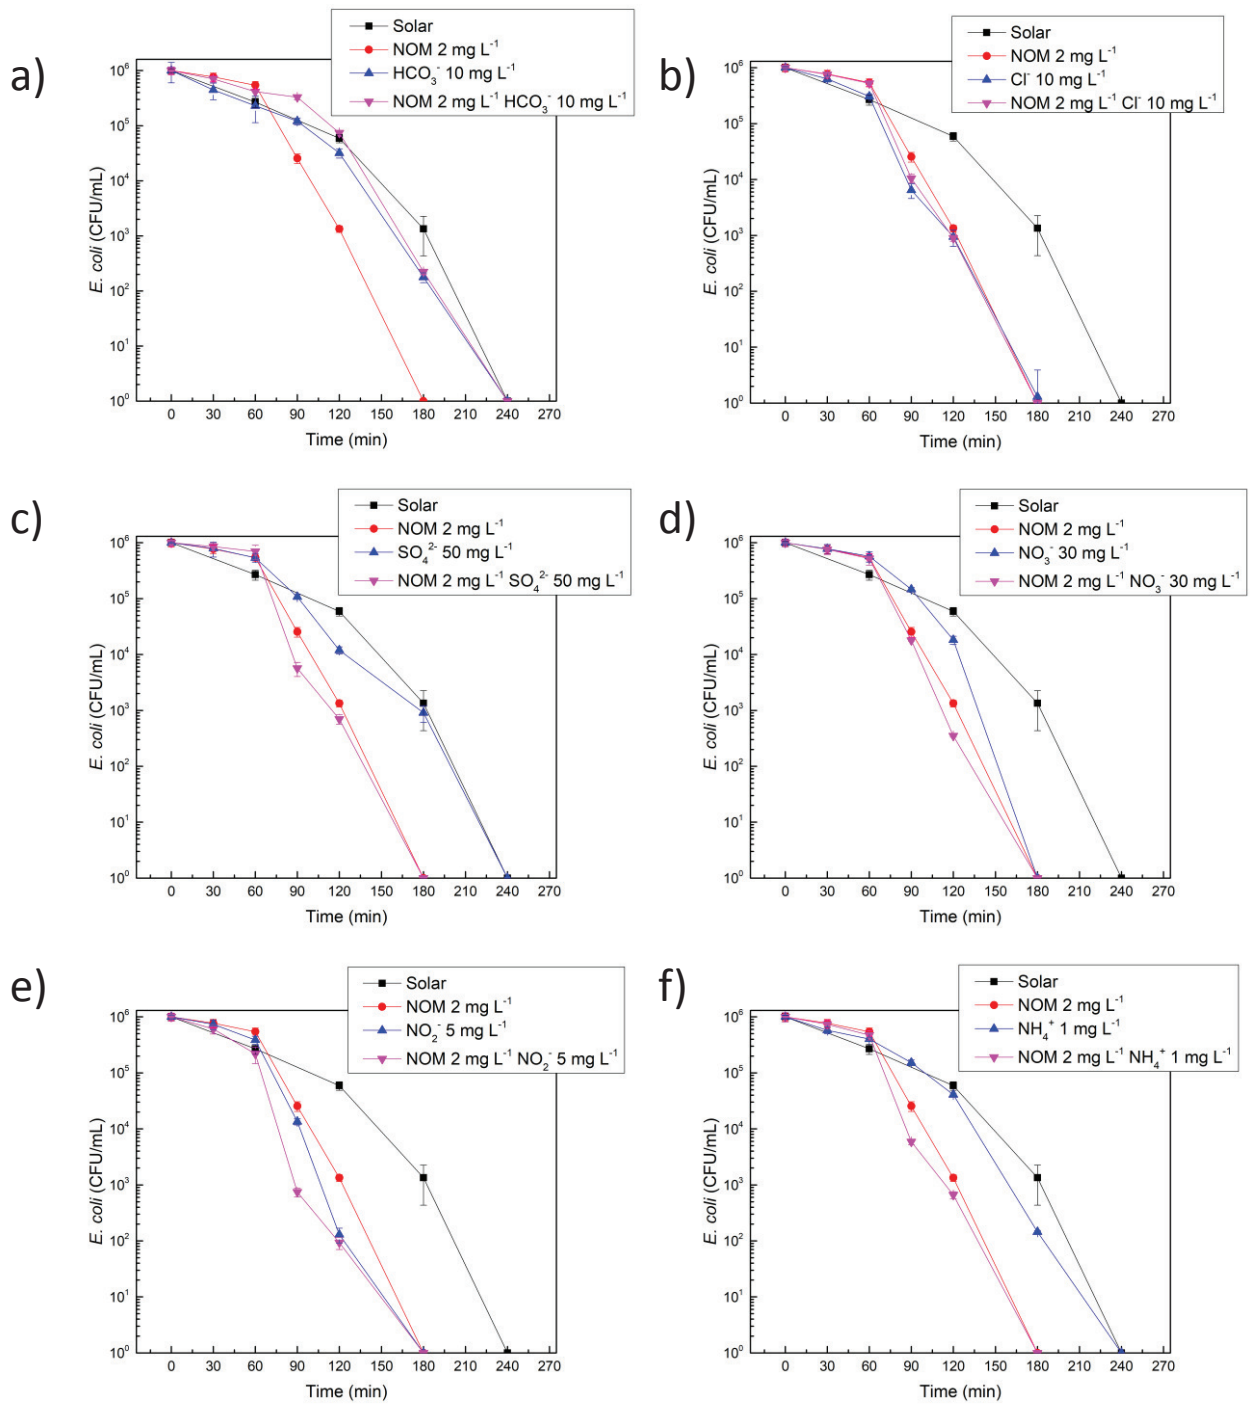 a)
Solar
NOM 2 mg L⁻¹
HCO₃⁻ 10 mg L⁻¹
NOM 2 mg L⁻¹ HCO₃⁻ 10 mg L⁻¹
10⁶
10⁵
10⁴
10³
10²
10¹
10⁰
E. coli (CFU/mL)
0 30 60 90 120 150 180 210 240 270
Time (min)
b)
Solar
NOM 2 mg L⁻¹
Cl⁻ 10 mg L⁻¹
NOM 2 mg L⁻¹ Cl⁻ 10 mg L⁻¹
10⁶
10⁵
10⁴
10³
10²
10¹
10⁰
E. coli (CFU/mL)
0 30 60 90 120 150 180 210 240 270
Time (min)
c)
Solar
NOM 2 mg L⁻¹
SO₄²⁻ 50 mg L⁻¹
NOM 2 mg L⁻¹ SO₄²⁻ 50 mg L⁻¹
10⁶
10⁵
10⁴
10³
10²
10¹
10⁰
E. coli (CFU/mL)
0 30 60 90 120 150 180 210 240 270
Time (min)
d)
Solar
NOM 2 mg L⁻¹
NO₃⁻ 30 mg L⁻¹
NOM 2 mg L⁻¹ NO₃⁻ 30 mg L⁻¹
10⁶
10⁵
10⁴
10³
10²
10¹
10⁰
E. coli (CFU/mL)
0 30 60 90 120 150 180 210 240 270
Time (min)
e)
Solar
NOM 2 mg L⁻¹
NO₂⁻ 5 mg L⁻¹
NOM 2 mg L⁻¹ NO₂⁻ 5 mg L⁻¹
10⁶
10⁵
10⁴
10³
10²
10¹
10⁰
E. coli (CFU/mL)
0 30 60 90 120 150 180 210 240 270
Time (min)
f)
Solar
NOM 2 mg L⁻¹
NH₄⁺ 1 mg L⁻¹
NOM 2 mg L⁻¹ NH₄⁺ 1 mg L⁻¹
10⁶
10⁵
10⁴
10³
10²
10¹
10⁰
E. coli (CFU/mL)
0 30 60 90 120 150 180 210 240 270
Time (min)